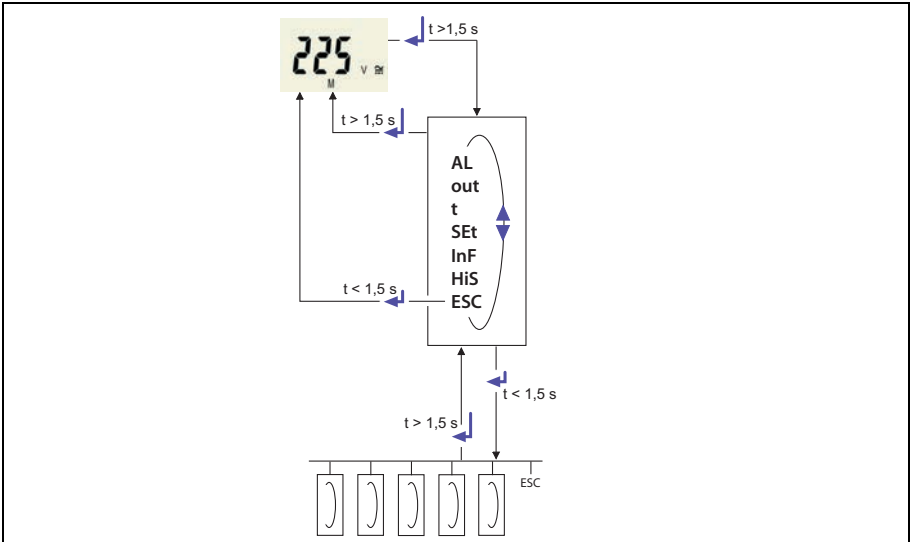 t >1,5 s
225 V ≅
M
t > 1,5 s
AL
out
t
SEt
InF
HiS
t < 1,5 s
ESC
t < 1,5 s
t > 1,5 s
ESC